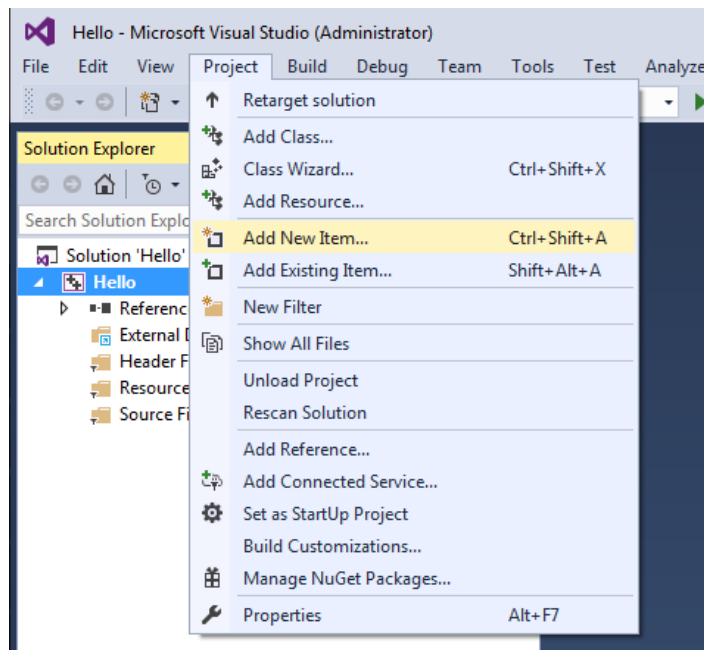 Hello - Microsoft Visual Studio (Administrator)
File Edit View Project Build Debug Team Tools Test Analyze
Retarget solution
Solution Explorer
Add Class...
Class Wizard... Ctrl+Shift+X
Add Resource...
Search Solution Explo
Add New Item... Ctrl+Shift+A
Solution 'Hello'
Add Existing Item... Shift+Alt+A
Hello
New Filter
Referenc
External D
Show All Files
Header F
Unload Project
Resource
Rescan Solution
Source Fi
Add Reference...
Add Connected Service...
Set as StartUp Project
Build Customizations...
Manage NuGet Packages...
Properties Alt+F7